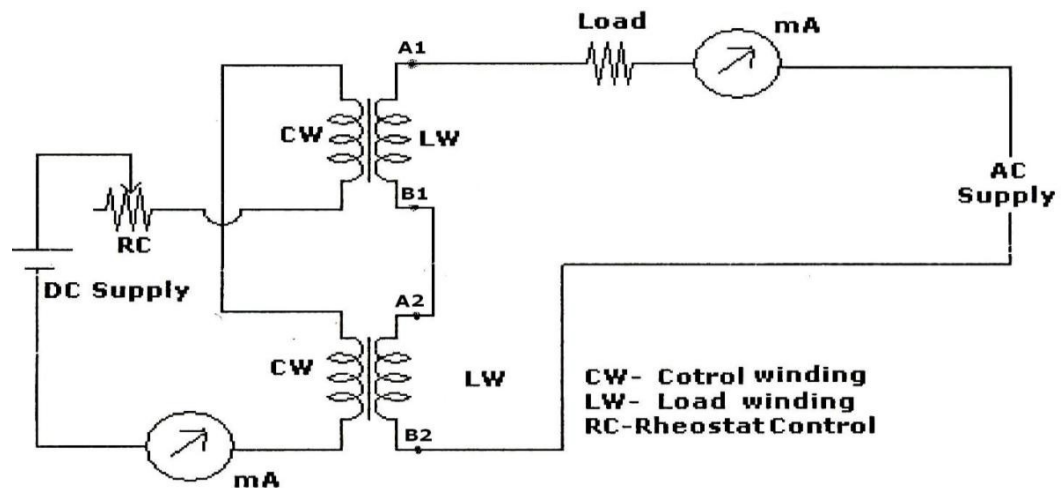 Load
mA
A1
CW
LW
B1
AC
Supply
RC
DC Supply
A2
CW
LW
B2
mA
CW- Cotrol winding
LW- Load winding
RC-Rheostat Control